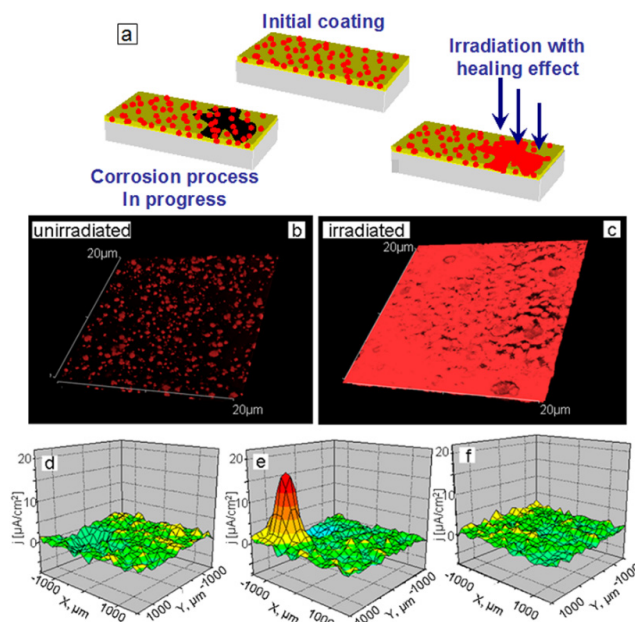 a
Initial coating
Irradiation with
healing effect
Corrosion process
In progress
unirradiated
b
20µm
20µm
irradiated
c
20µm
20µm
d
j [µA/cm²]
20
10
0
-1000
X, µm
1000
1000
Y, µm
-1000
e
j [µA/cm²]
20
10
0
-1000
X, µm
1000
1000
Y, µm
-1000
f
j [µA/cm²]
20
10
0
-1000
X, µm
1000
1000
Y, µm
-1000